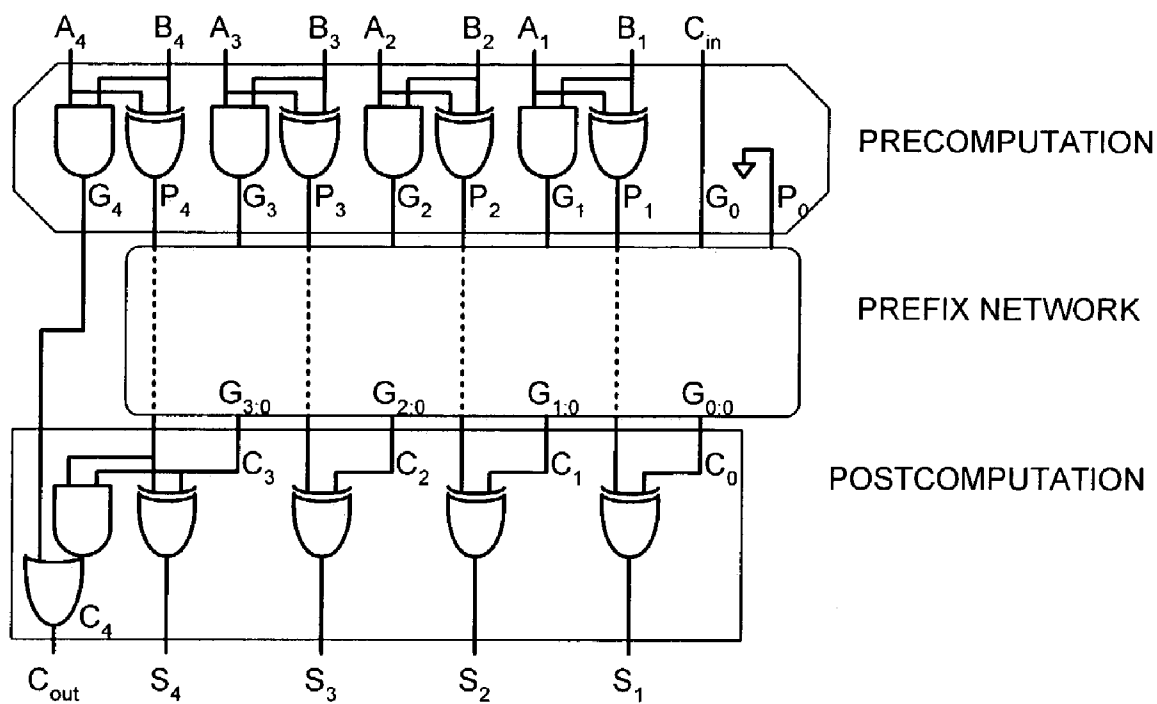 A4 B4 A3 B3 A2 B2 A1 B1 Cin
PRECOMPUTATION
G4 P4 G3 P3 G2 P2 G1 P1 G0 P0
PREFIX NETWORK
G3:0 G2:0 G1:0 G0:0
C3 C2 C1 C0
POSTCOMPUTATION
C4
Cout S4 S3 S2 S1